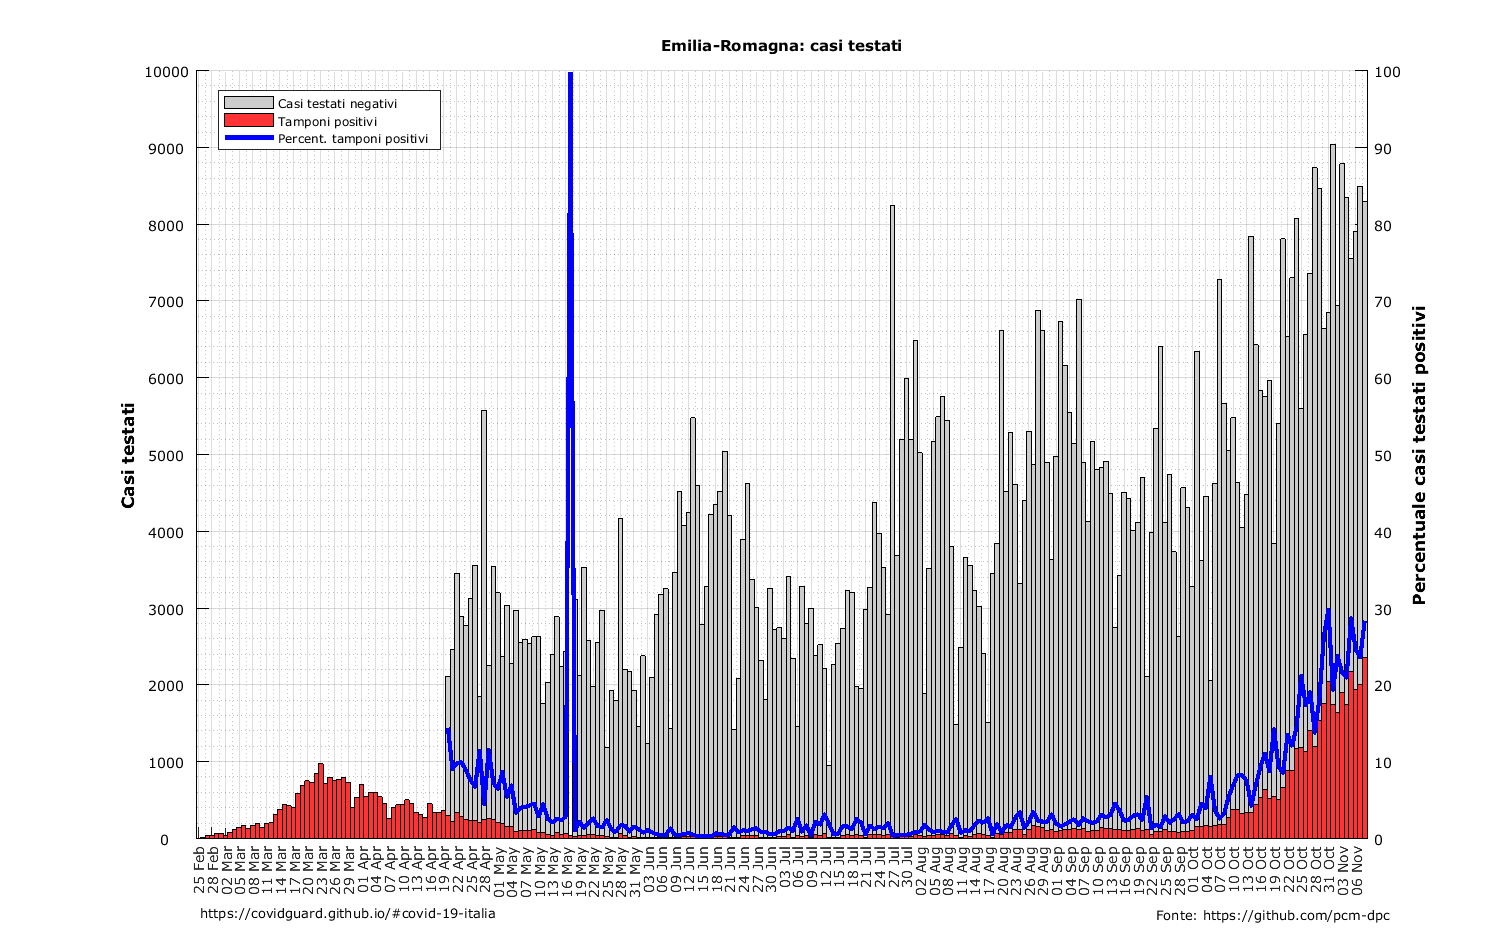 Emilia-Romagna: casi testati
Casi testati negativi
Tamponi positivi
Percent. tamponi positivi
Casi testati
10000
9000
8000
7000
6000
5000
4000
3000
2000
1000
0
100
90
80
70
60
50
40
30
20
10
0
Percentuale casi testati positivi
25 Feb
28 Feb
02 Mar
05 Mar
08 Mar
11 Mar
14 Mar
17 Mar
20 Mar
23 Mar
26 Mar
29 Mar
01 Apr
04 Apr
07 Apr
10 Apr
13 Apr
16 Apr
19 Apr
22 Apr
25 Apr
28 Apr
01 May
04 May
07 May
10 May
13 May
16 May
19 May
22 May
25 May
28 May
31 May
03 Jun
06 Jun
09 Jun
12 Jun
15 Jun
18 Jun
21 Jun
24 Jun
27 Jun
30 Jun
03 Jul
06 Jul
09 Jul
12 Jul
15 Jul
18 Jul
21 Jul
24 Jul
27 Jul
30 Jul
02 Aug
05 Aug
08 Aug
11 Aug
14 Aug
17 Aug
20 Aug
23 Aug
26 Aug
29 Aug
01 Sep
04 Sep
07 Sep
10 Sep
13 Sep
16 Sep
19 Sep
22 Sep
25 Sep
28 Sep
01 Oct
04 Oct
07 Oct
10 Oct
13 Oct
16 Oct
19 Oct
22 Oct
25 Oct
28 Oct
31 Oct
03 Nov
06 Nov
https://covidguard.github.io/#covid-19-italia
Fonte: https://github.com/pcm-dpc